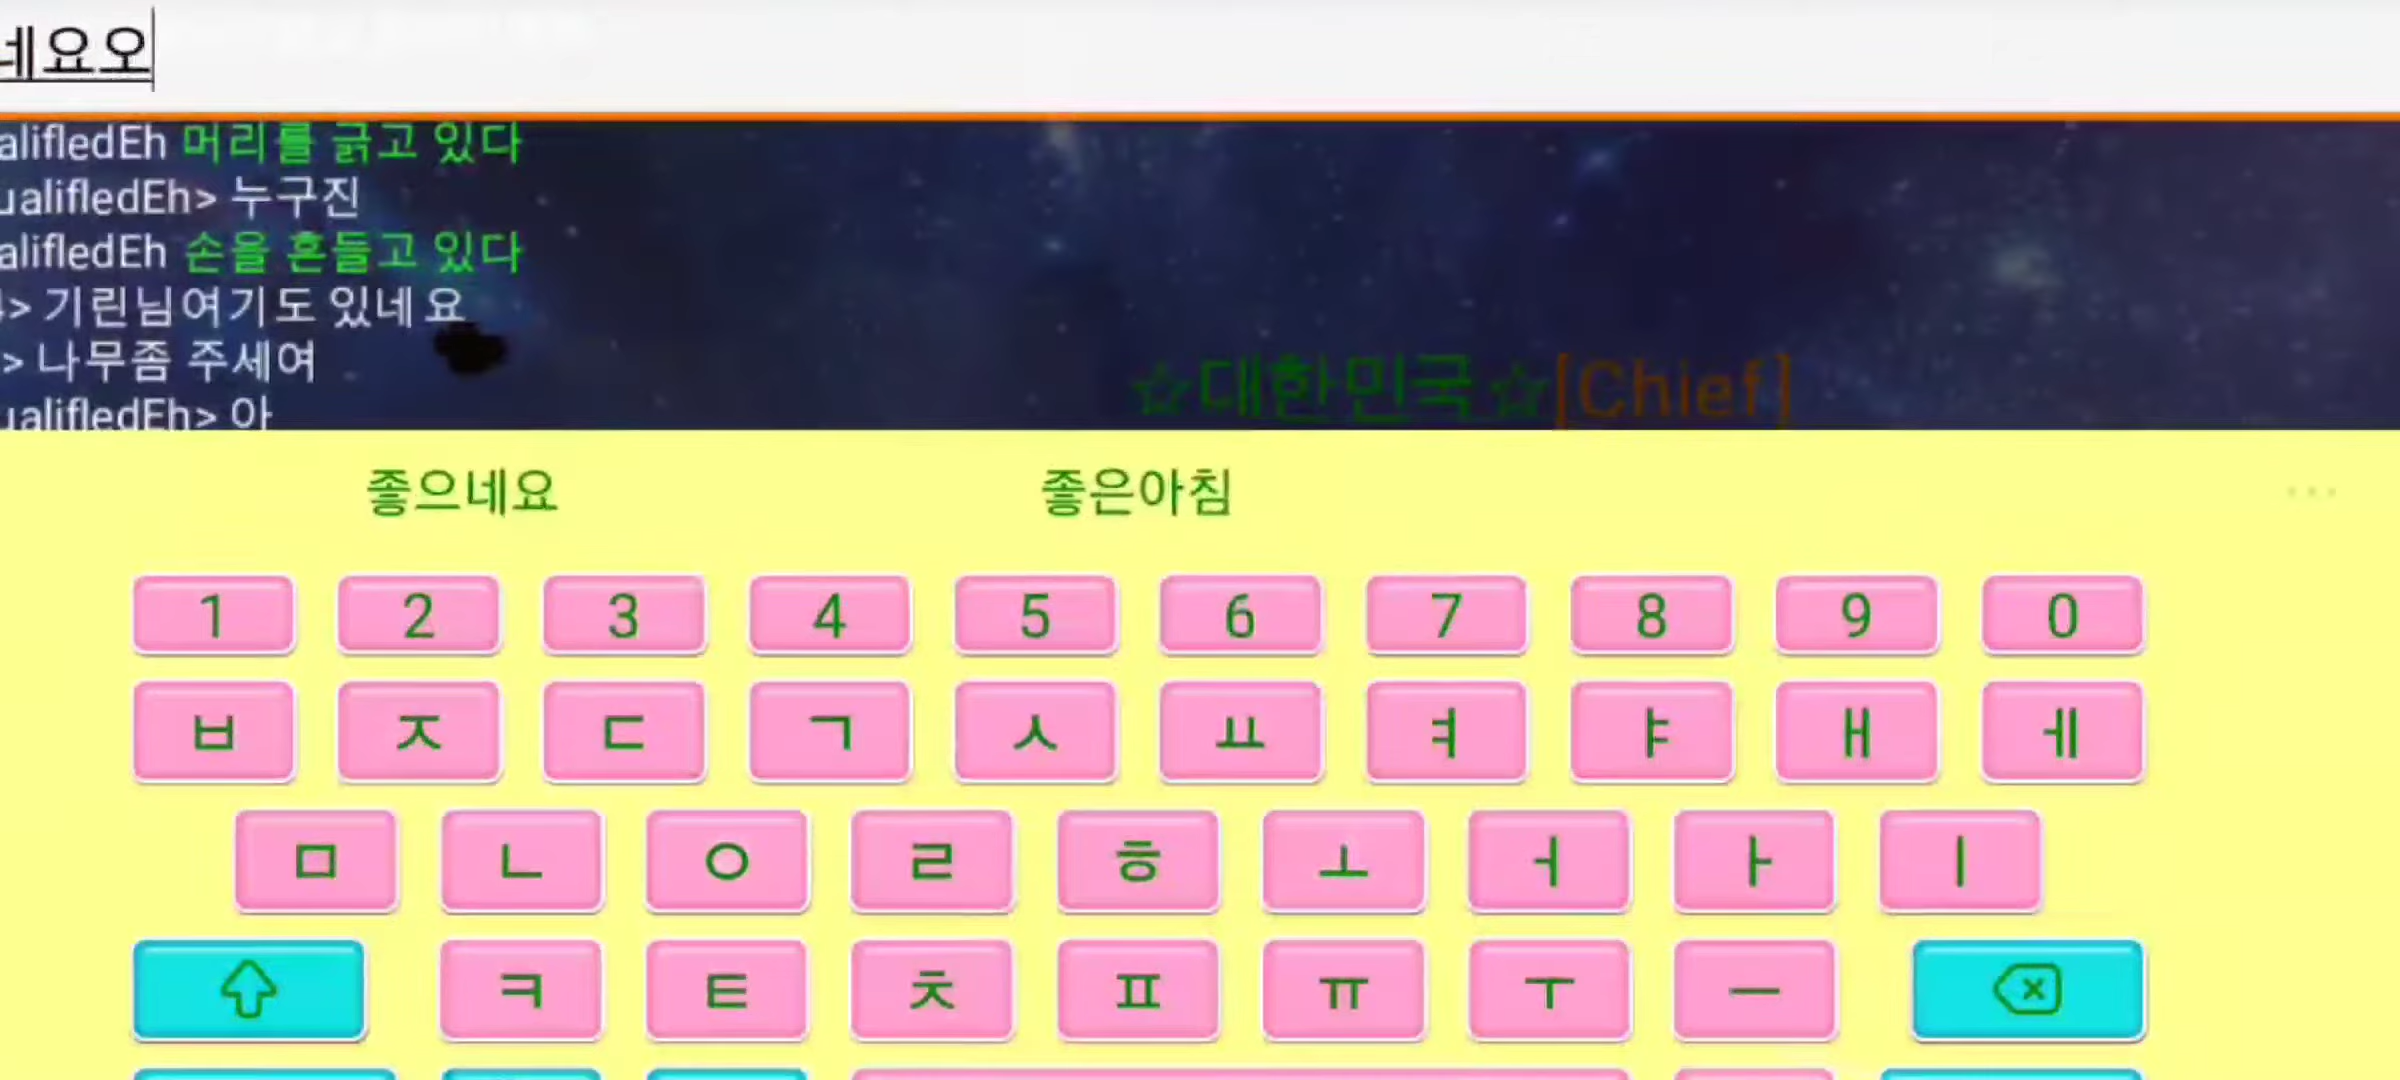 네요오
alifledEh 머리를 긁고 있다
ualifledEh> 누구진
alifledEh 손을 흔들고 있다
> 기린님여기도 있네 요
> 나무좀 주세여
ualifledEh> 아
☆대한민국☆[Chief]
좋으네요 좋은아침 ...
1 2 3 4 5 6 7 8 9 0
ㅂ ㅈ ㄷ ㄱ ㅅ ㅛ ㅕ ㅑ ㅐ ㅔ
ㅁ ㄴ ㅇ ㄹ ㅎ ㅗ ㅓ ㅏ ㅣ
ㅋ ㅌ ㅊ ㅍ ㅠ ㅜ ㅡ